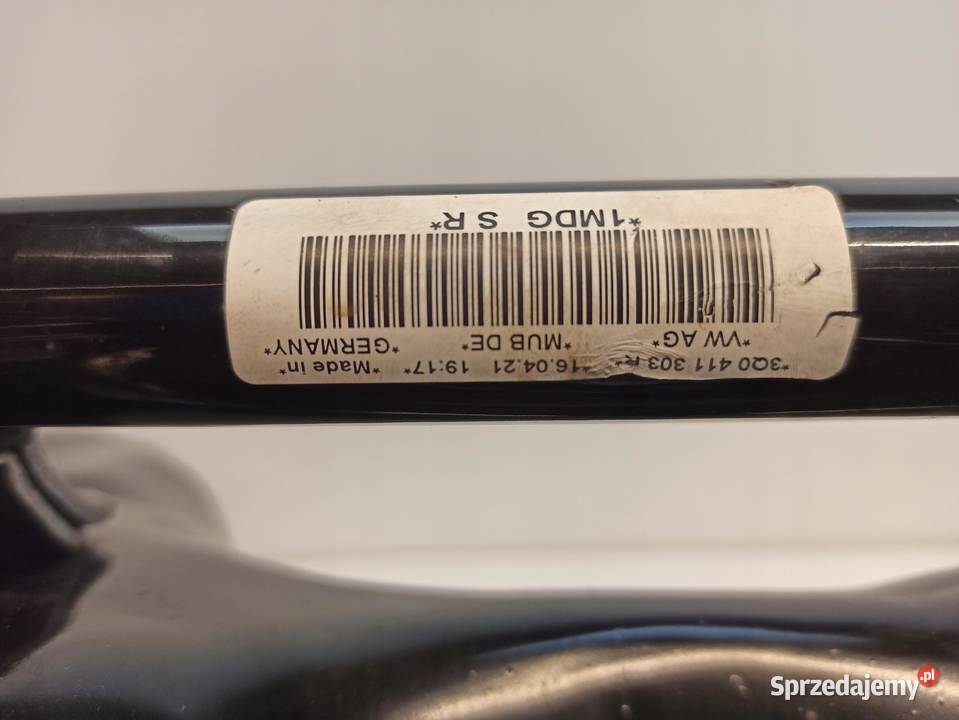 *3Q0 411 303 R* *16.04.21 19:17* *Made in*
*VW AG* *MUB DE* *GERMANY*
*1MDG S R*
Sprzedajemy.pl